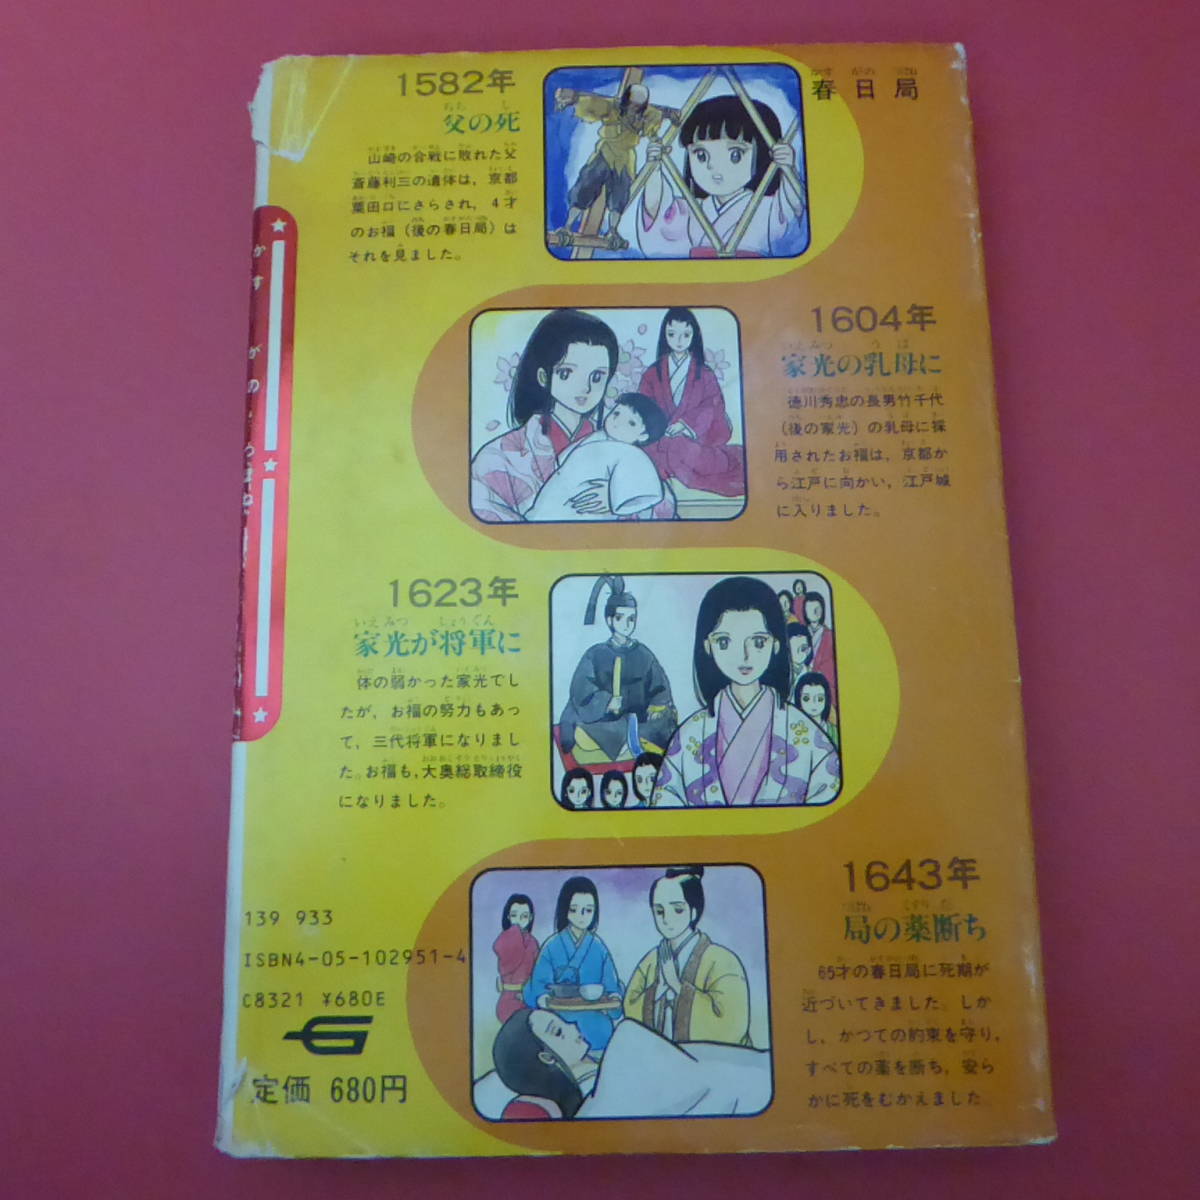 春日局
1582年
父の死
山崎の合戦に敗れた父
斎藤利三の遺体は，京都
粟田口にさらされ，4才
のお福（後の春日局）は
それを見ました。
1604年
家光の乳母に
徳川秀忠の長男竹千代
（後の家光）の乳母に採
用されたお福は，京都か
ら江戸に向かい，江戸城
に入りました。
1623年
いえみつ しょうぐん
家光が将軍に
体の弱かった家光でし
たが，お福の努力もあっ
て，三代将軍になりまし
た。お福も，大奥総取締役
になりました。
1643年
局の薬断ち
65才の春日局に死期が
近づいてきました。しか
し，かつての約束を守り，
すべての薬を断ち，安ら
かに死をむかえました
139 933
ISBN4-05-102951-4
C8321 ¥680E
定価 680円